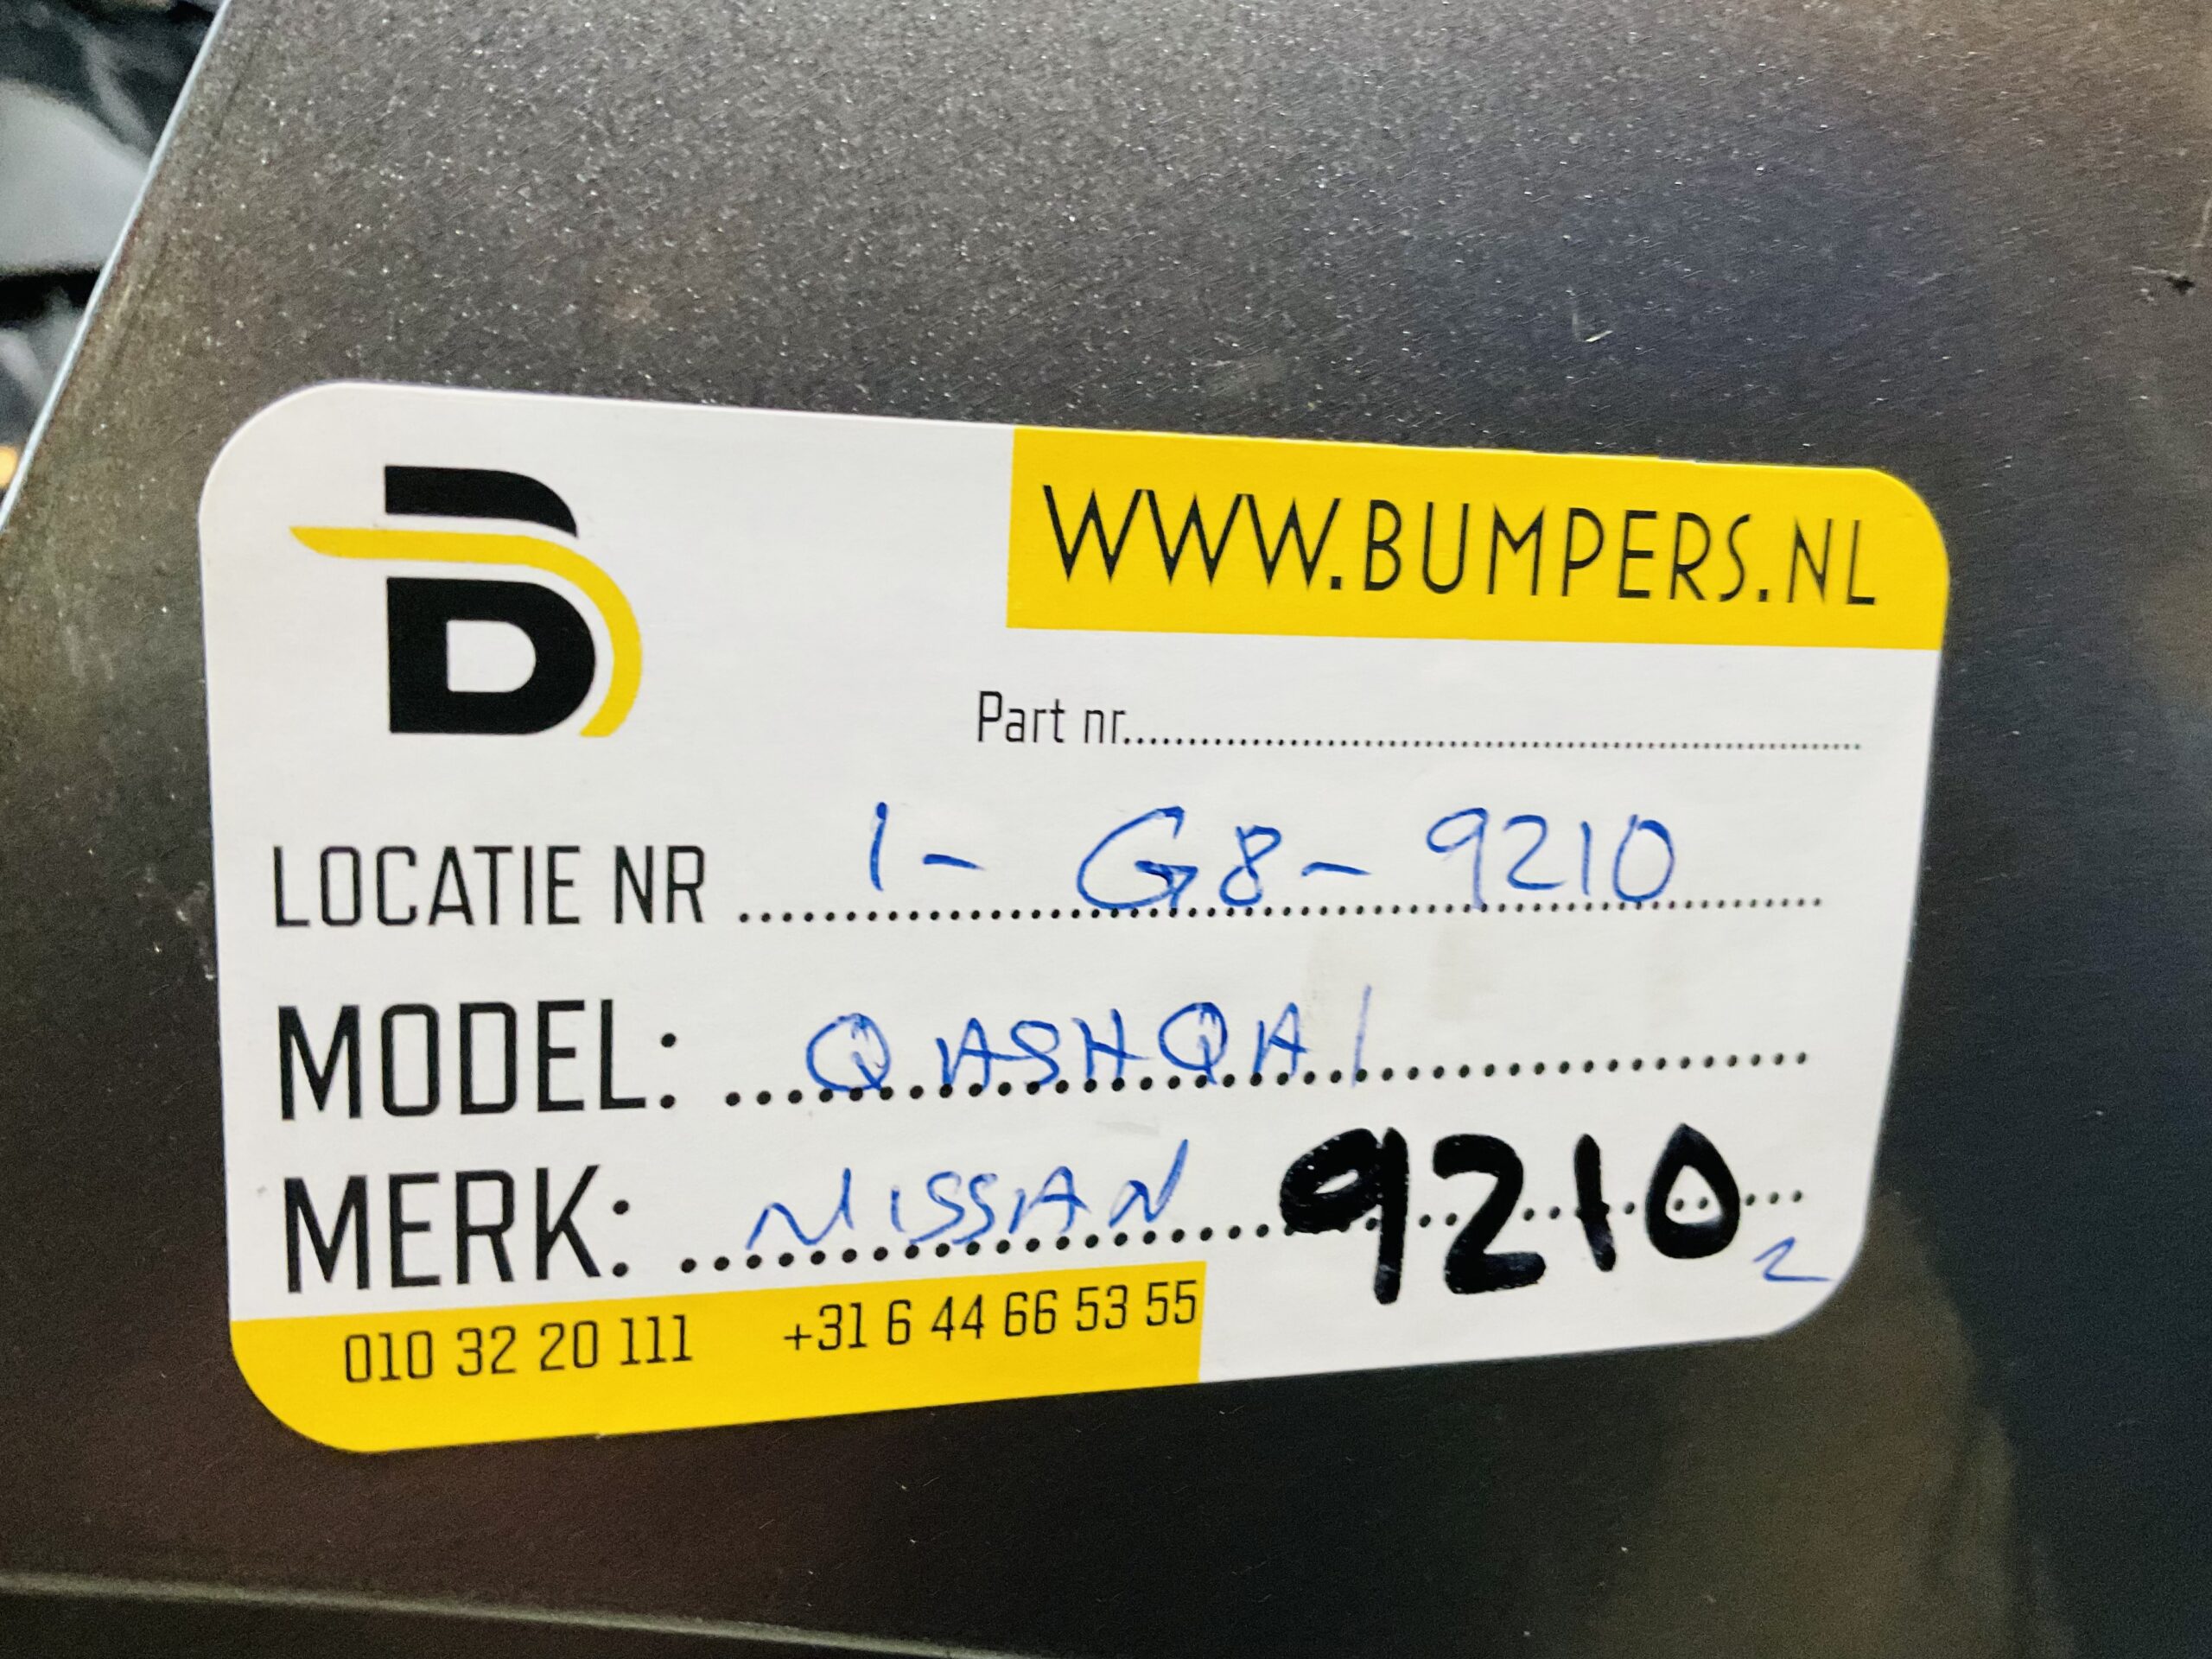 B
WWW.BUMPERS.NL
Part nr..............................
LOCATIE NR 1 - G8 - 9210
MODEL: QASHQAI
MERK: NISSAN 9210
2
010 32 20 111 +31 6 44 66 53 55